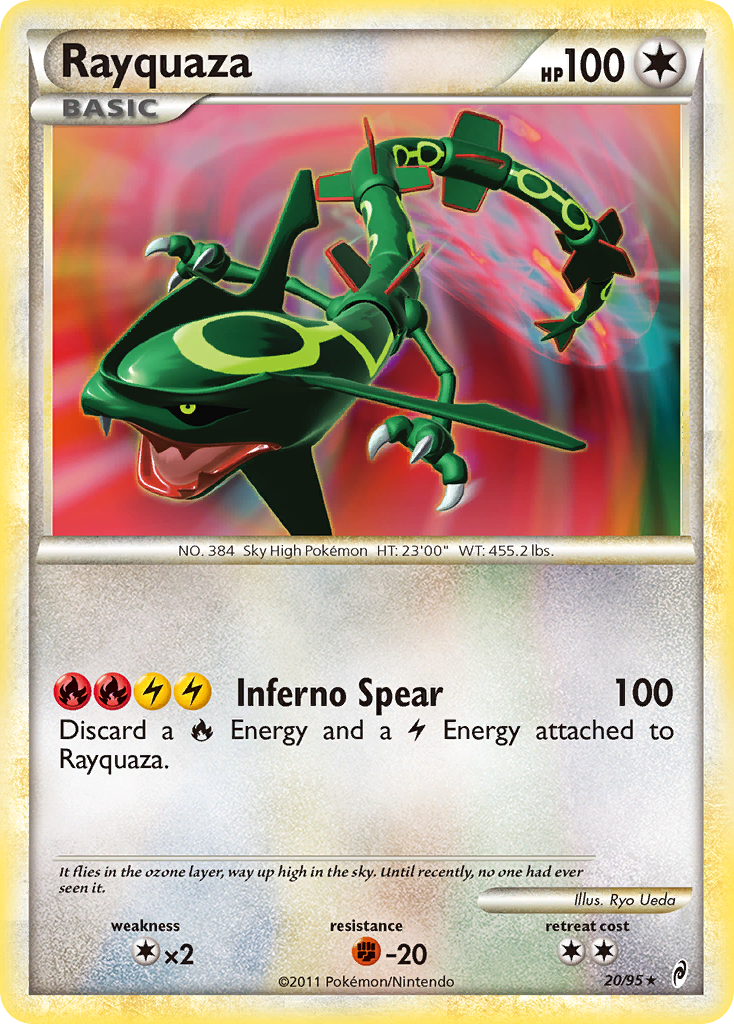 Rayquaza
HP100
BASIC
NO. 384 Sky High Pokémon HT: 23'00" WT: 455.2 lbs.
Inferno Spear 100
Discard a Energy and a Energy attached to
Rayquaza.
It flies in the ozone layer, way up high in the sky. Until recently, no one had ever
seen it.
Illus. Ryo Ueda
weakness resistance retreat cost
×2 -20
©2011 Pokémon/Nintendo 20/95 ★